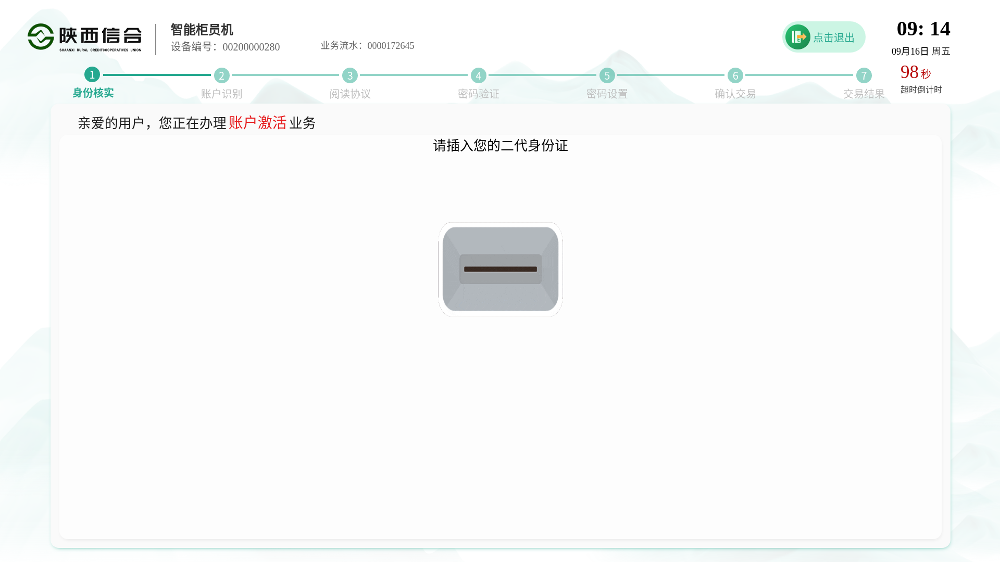 陕西信合
SHAANXI RURAL CREDITCOOPERATIVES UNION
智能柜员机
设备编号：00200000280
业务流水：0000172645
点击退出
09: 14
09月16日 周五
98 秒
超时倒计时
1 身份核实
2 账户识别
3 阅读协议
4 密码验证
5 密码设置
6 确认交易
7 交易结果
亲爱的用户，您正在办理 账户激活 业务
请插入您的二代身份证